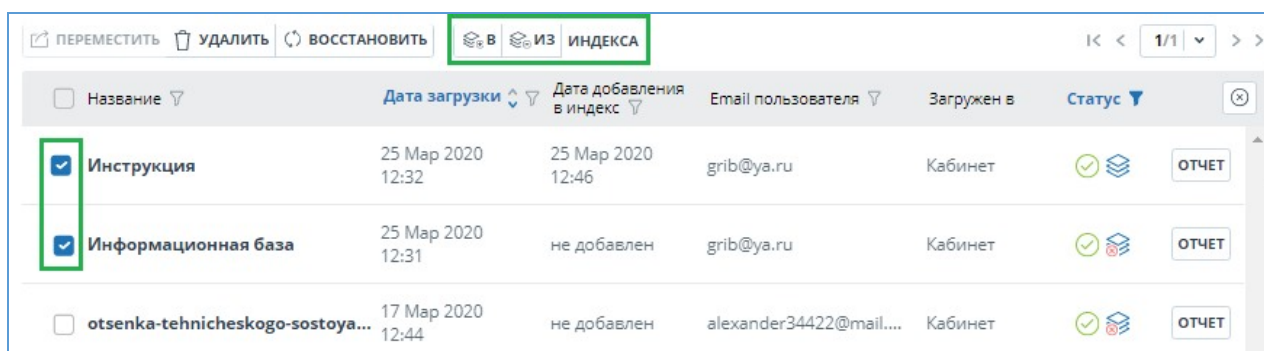 ПЕРЕМЕСТИТЬ УДАЛИТЬ ВОССТАНОВИТЬ В ИЗ ИНДЕКСА 1/1
Название Дата загрузки Дата добавления в индекс Email пользователя Загружен в Статус
Инструкция 25 Мар 2020 12:32 25 Мар 2020 12:46 grib@ya.ru Кабинет ОТЧЕТ
Информационная база 25 Мар 2020 12:31 не добавлен grib@ya.ru Кабинет ОТЧЕТ
otsenka-tehnicheskogo-sostoya... 17 Мар 2020 12:44 не добавлен alexander34422@mail.... Кабинет ОТЧЕТ